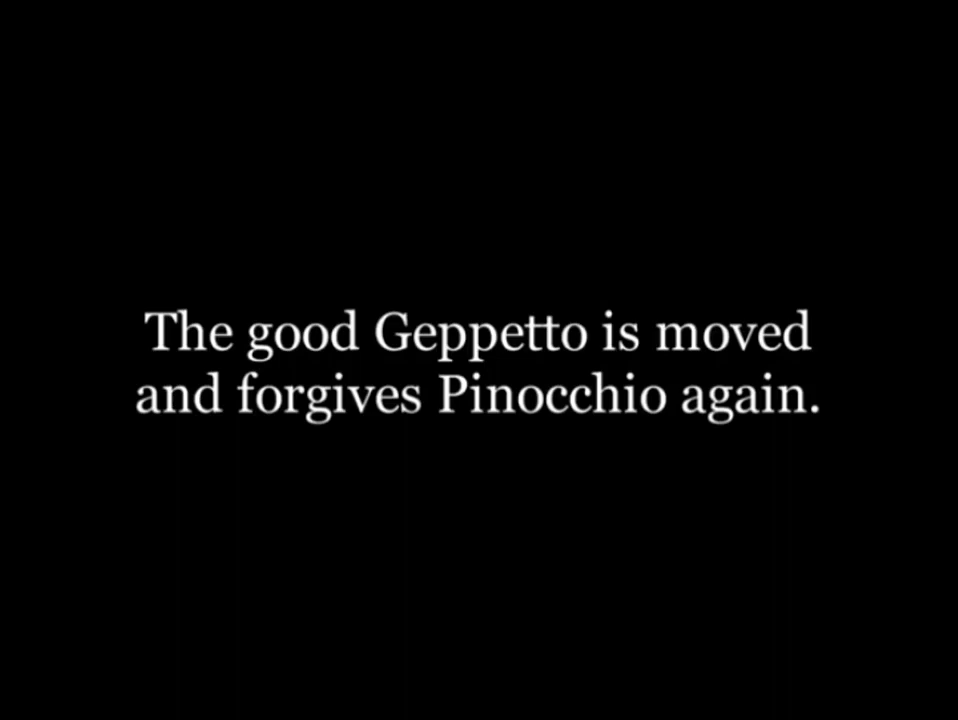 The good Geppetto is moved
and forgives Pinocchio again.